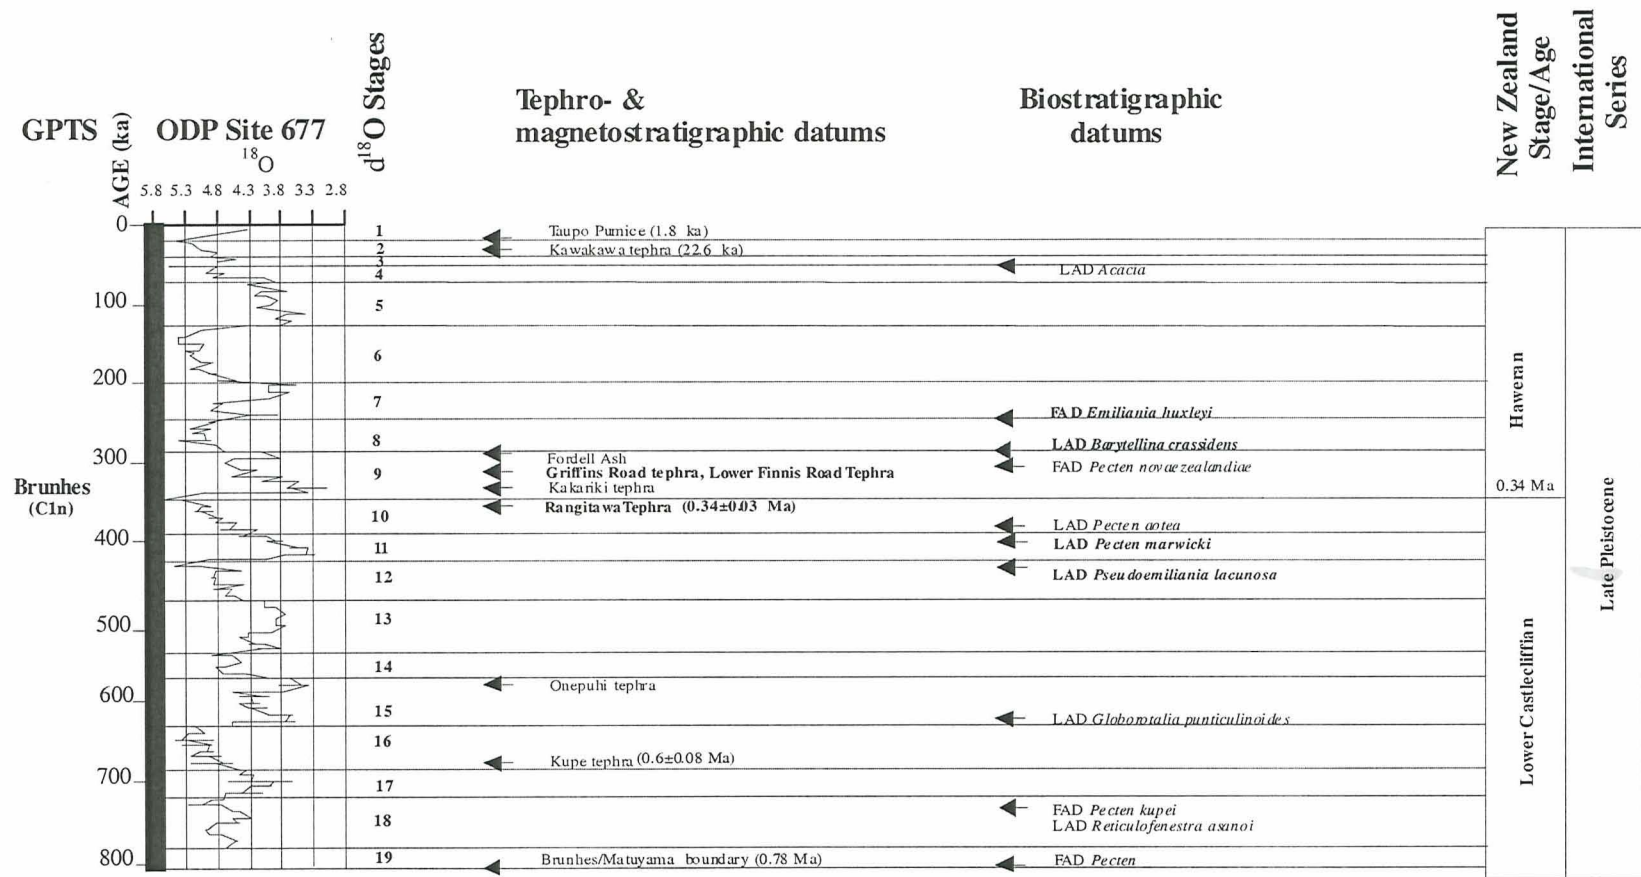 GPTS
AGE (ka)
ODP Site 677
18O
5.8 5.3 4.8 4.3 3.8 3.3 2.8
d18O Stages
Tephro- &
magnetostratigraphic datums
Biostratigraphic
datums
New Zealand
Stage/Age
International
Series
0
100
200
300
400
500
600
700
800
Brunhes
(C1n)
1
2
3
4
5
6
7
8
9
10
11
12
13
14
15
16
17
18
19
Taupo Pumice (1.8 ka)
Kawakawa tephra (22.6 ka)
Fordell Ash
Griffins Road tephra, Lower Finnis Road Tephra
Kakariki tephra
Rangitawa Tephra (0.34±0.03 Ma)
Onepuhi tephra
Kupe tephra (0.6±0.08 Ma)
Brunhes/Matuyama boundary (0.78 Ma)
LAD Acacia
FAD Emiliania huxleyi
LAD Barytellina crassidens
FAD Pecten novaezealandiae
LAD Pecten aotea
LAD Pecten marwicki
LAD Pseudoemiliania lacunosa
LAD Globorotalia punticulinoides
FAD Pecten kupei
LAD Reticulofenestra asanoi
FAD Pecten
Haweran
0.34 Ma
Lower Castlecliffian
Late Pleistocene